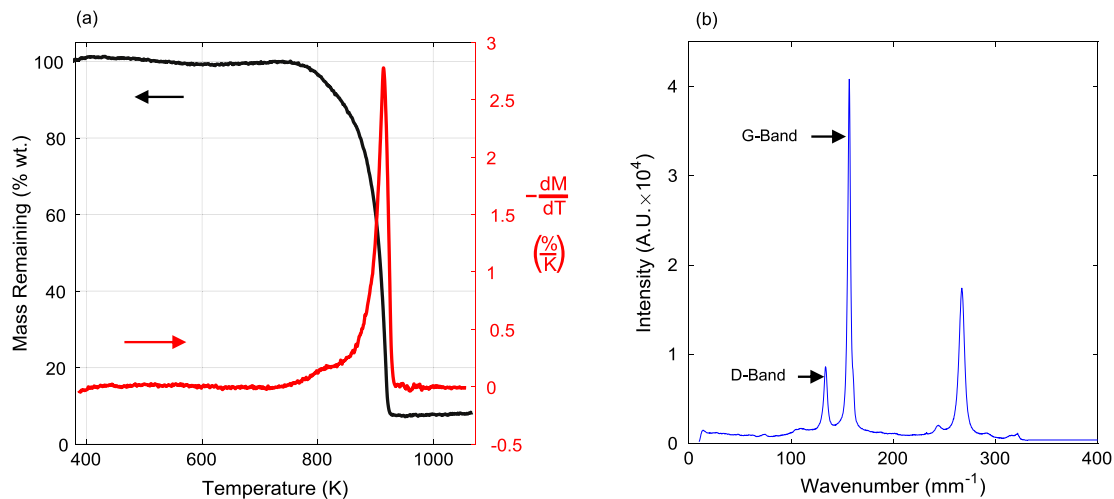 (a)
100
80
60
40
20
0
400
600
800
1000
Temperature (K)
Mass Remaining (% wt.)
3
2.5
2
1.5
1
0.5
0
-0.5
−dM/dT
(%/K)
(b)
4
3
2
1
0
0
100
200
300
400
Wavenumber (mm⁻¹)
Intensity (A.U.×10⁴)
G-Band
D-Band